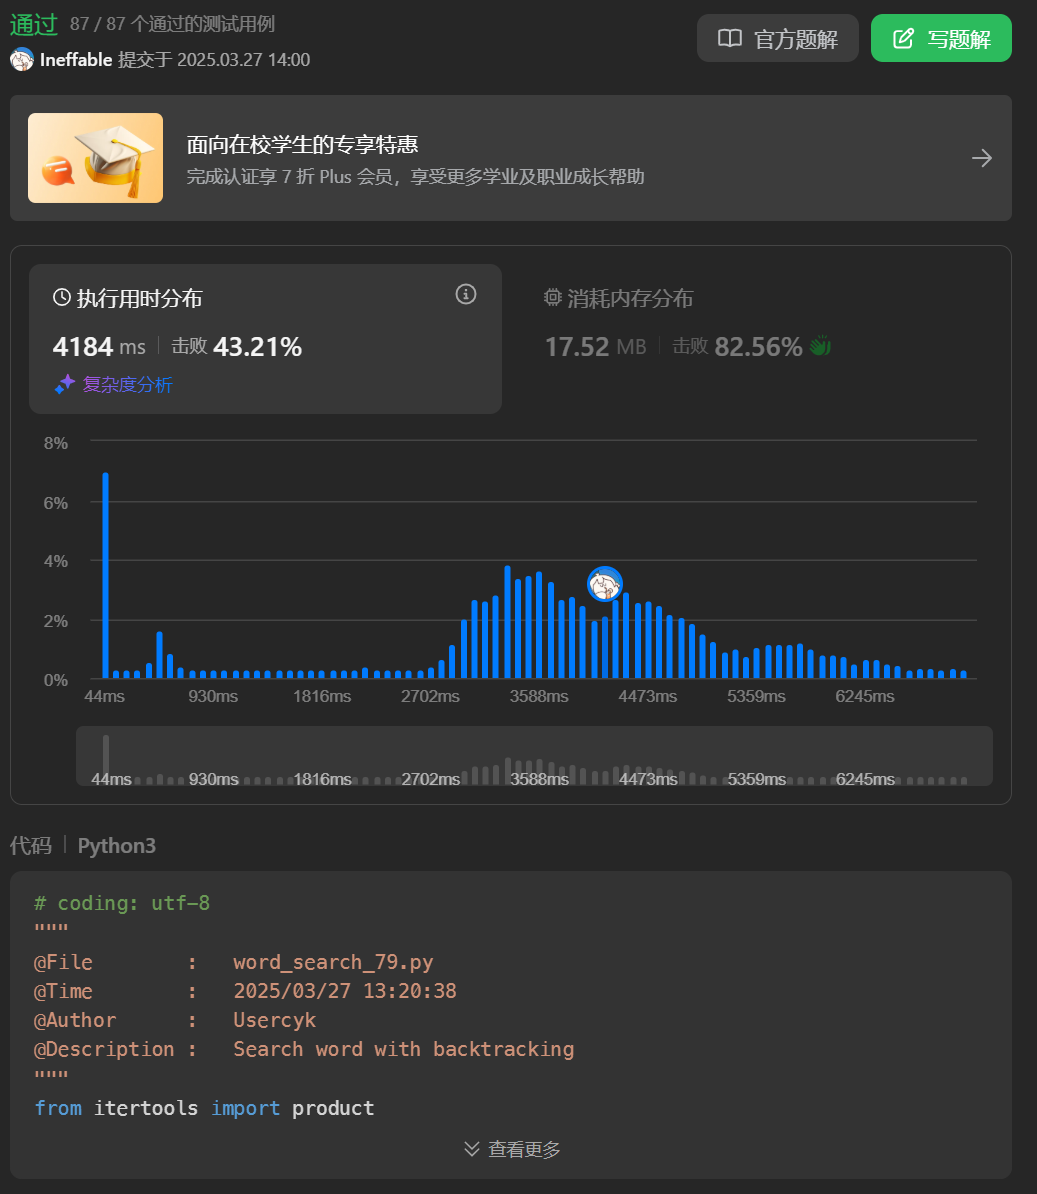 通过 87 / 87 个通过的测试用例
官方题解
写题解
Ineffable 提交于 2025.03.27 14:00
面向在校学生的专享特惠
完成认证享 7 折 Plus 会员，享受更多学业及职业成长帮助
执行用时分布
4184 ms 击败 43.21%
复杂度分析
消耗内存分布
17.52 MB 击败 82.56%
8%
6%
4%
2%
0%
44ms 930ms 1816ms 2702ms 3588ms 4473ms 5359ms 6245ms
44ms 930ms 1816ms 2702ms 3588ms 4473ms 5359ms 6245ms
代码 Python3
# coding: utf-8
"""
@File : word_search_79.py
@Time : 2025/03/27 13:20:38
@Author : Usercyk
@Description : Search word with backtracking
"""
from itertools import product
查看更多